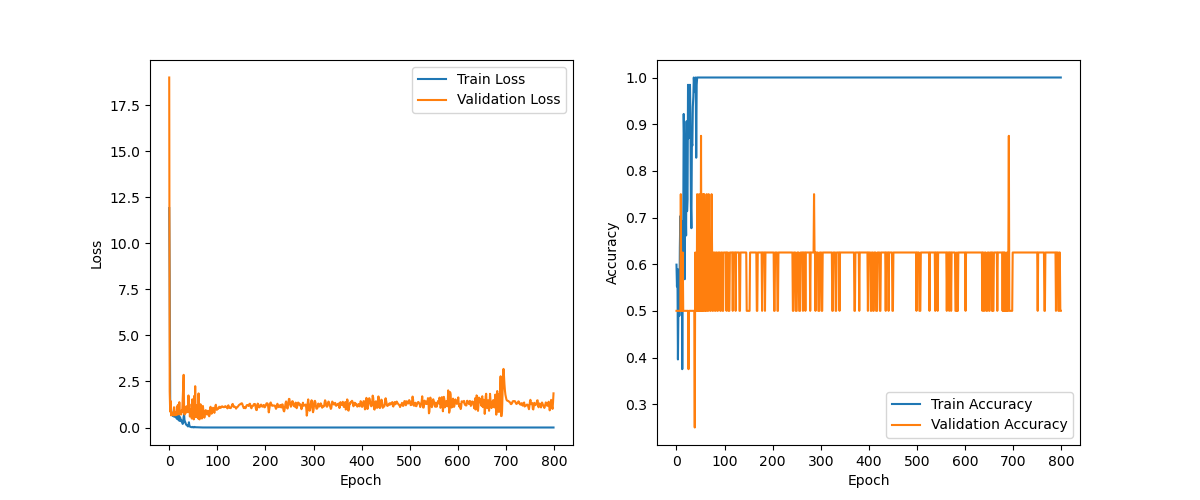 Train Loss
Validation Loss
17.5
15.0
12.5
10.0
7.5
5.0
2.5
0.0
Loss
0 100 200 300 400 500 600 700 800
Epoch
1.0
0.9
0.8
0.7
0.6
0.5
0.4
0.3
Accuracy
Train Accuracy
Validation Accuracy
0 100 200 300 400 500 600 700 800
Epoch